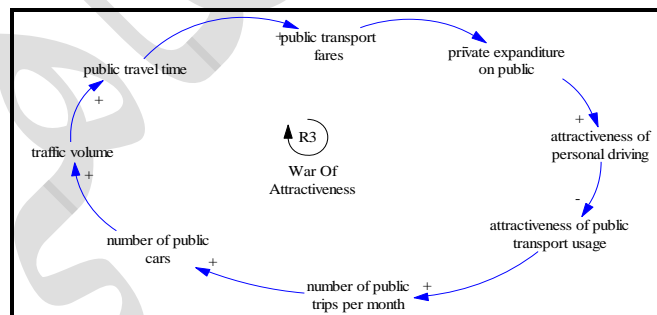 +
public transport
fares
-
private expenditure
on public
public travel time
+
+
attractiveness of
personal driving
R3
War Of
Attractiveness
traffic volume
+
-
attractiveness of public
transport usage
number of public
cars
+
+
number of public
trips per month